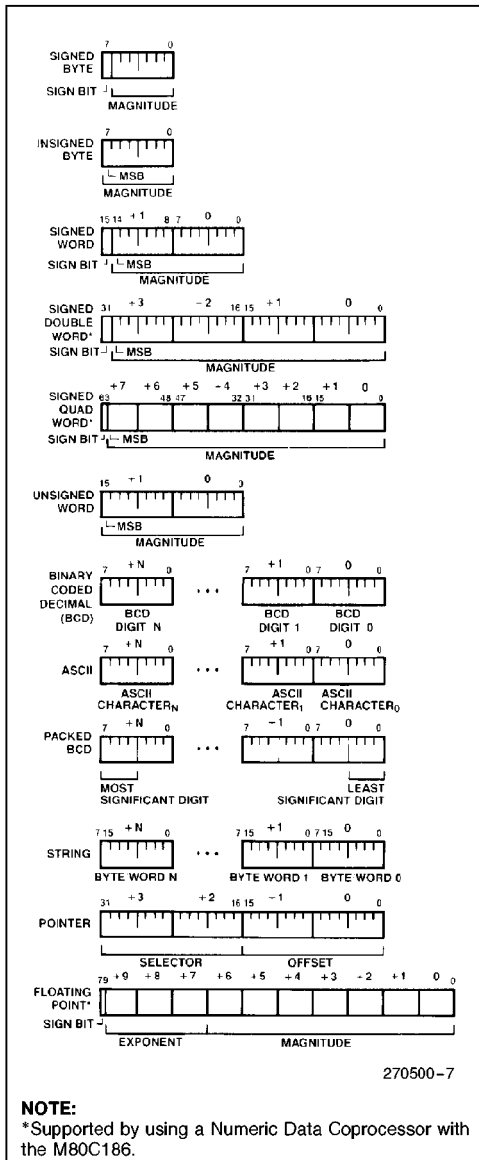 7 0
SIGNED
BYTE
SIGN BIT
MAGNITUDE
7 0
INSIGNED
BYTE
MSB
MAGNITUDE
15 14 +1 8 7 0 0
SIGNED
WORD
SIGN BIT MSB
MAGNITUDE
31 +3 −2 16 15 +1 0 0
SIGNED
DOUBLE
WORD*
SIGN BIT MSB
MAGNITUDE
+7 +6 +5 −4 +3 +2 +1 0
63 48 47 32 31 16 15 0
SIGNED
QUAD
WORD*
SIGN BIT MSB
MAGNITUDE
15 +1 0 0
UNSIGNED
WORD
MSB
MAGNITUDE
7 +N 0 7 +1 0 7 0 0
BINARY
CODED
DECIMAL
(BCD)
• • •
BCD BCD BCD
DIGIT N DIGIT 1 DIGIT 0
7 +N 0 7 +1 0 7 0 0
ASCII • • •
ASCII ASCII ASCII
CHARACTERN CHARACTER1 CHARACTER0
7 +N 0 7 −1 0 7 0 0
PACKED
BCD
• • •
MOST LEAST
SIGNIFICANT DIGIT SIGNIFICANT DIGIT
7 15 +N 0 7 15 +1 0 7 15 0 0
STRING • • •
BYTE WORD N BYTE WORD 1 BYTE WORD 0
31 +3 +2 16 15 −1 0 0
POINTER
SELECTOR OFFSET
79 +9 +8 +7 +6 +5 +4 +3 +2 +1 0 0
FLOATING
POINT*
SIGN BIT
EXPONENT MAGNITUDE
270500–7
NOTE:
*Supported by using a Numeric Data Coprocessor with
the M80C186.